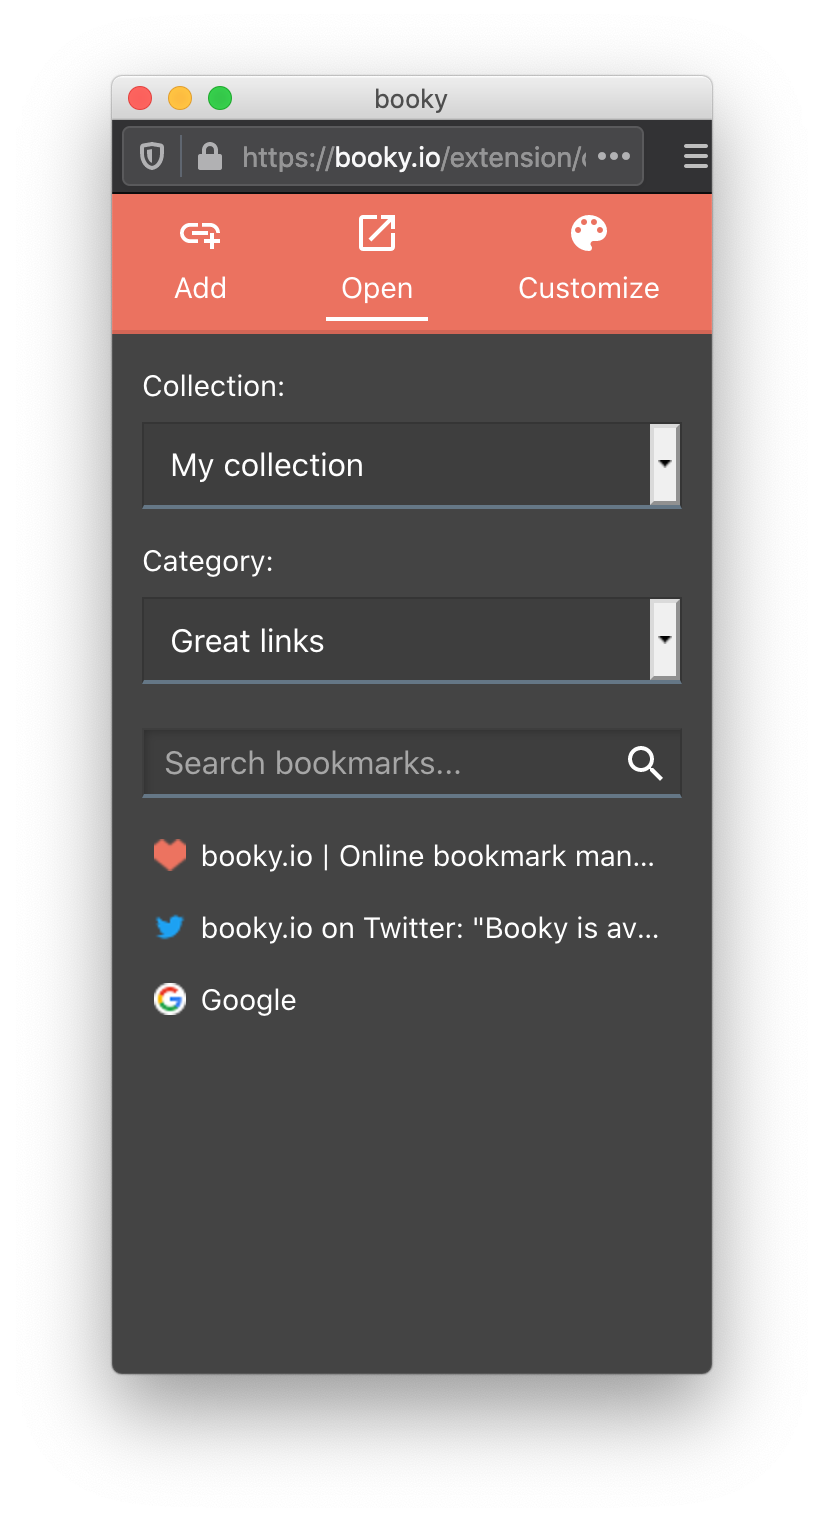 booky
https://booky.io/extension/
Add
Open
Customize
Collection:
My collection
Category:
Great links
Search bookmarks...
booky.io | Online bookmark man...
booky.io on Twitter: "Booky is av...
Google